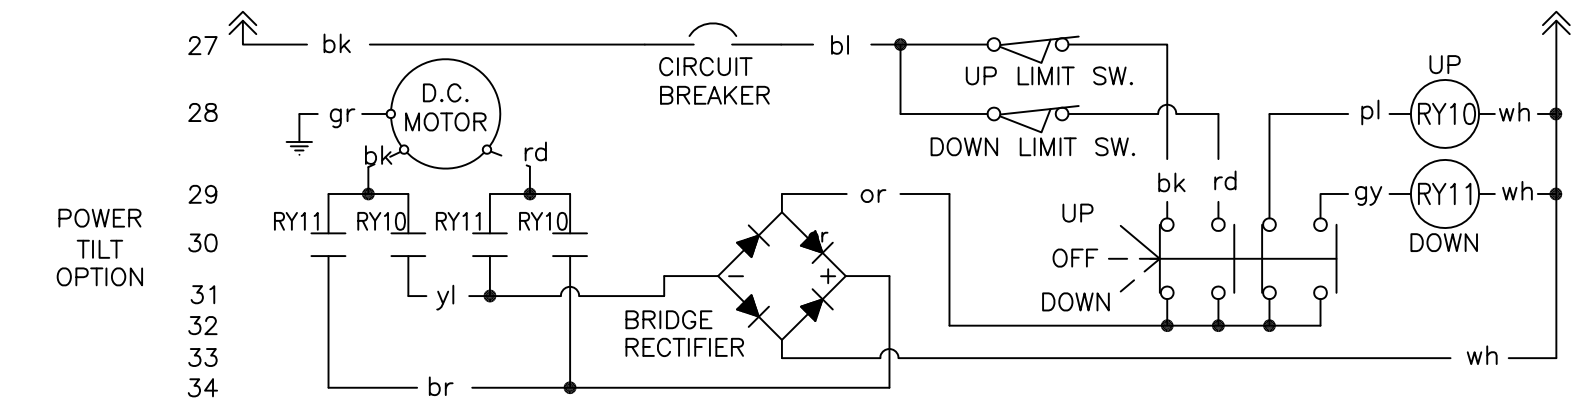 27 bk bl
CIRCUIT
BREAKER
UP LIMIT SW.
UP
D.C.
MOTOR
28 gr pl RY10 wh
DOWN LIMIT SW.
bk rd
bk rd
29 or gy RY11 wh
POWER
TILT
OPTION
RY11 RY10 RY11 RY10
UP
DOWN
30 r
OFF
- +
31 yl
DOWN
32
BRIDGE
RECTIFIER
33 wh
34 br